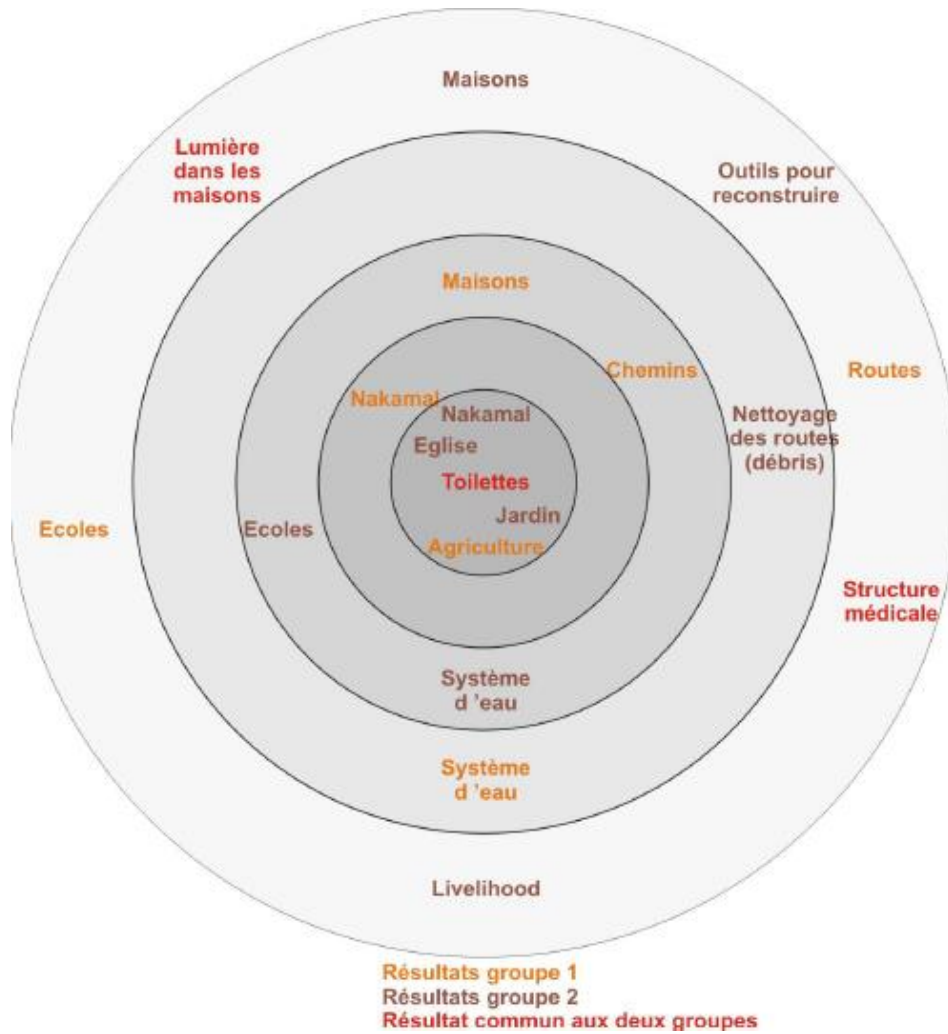 Maisons
Lumière
dans les
maisons
Outils pour
reconstruire
Maisons
Chemins
Routes
Nakamal
Nakamal
Nettoyage
des routes
(débris)
Eglise
Toilettes
Jardin
Ecoles
Ecoles
Agriculture
Structure
médicale
Système
d 'eau
Système
d 'eau
Livelihood
Résultats groupe 1
Résultats groupe 2
Résultat commun aux deux groupes